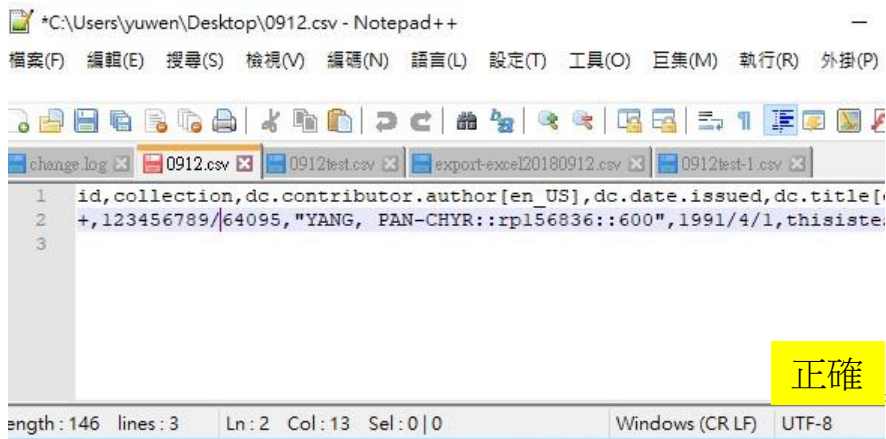 *C:\Users\yuwen\Desktop\0912.csv - Notepad++
檔案(F) 編輯(E) 搜尋(S) 檢視(V) 編碼(N) 語言(L) 設定(T) 工具(O) 巨集(M) 執行(R) 外掛(P)
change.log 0912.csv 0912test.csv export-excel20180912.csv 0912test-1.csv
1 id,collection,dc.contributor.author[en_US],dc.date.issued,dc.title[
2 +,123456789/64095,"YANG, PAN-CHYR::rp156836::600",1991/4/1,thisiste
3
正確
ength : 146 lines : 3 Ln : 2 Col : 13 Sel : 0 | 0 Windows (CR LF) UTF-8